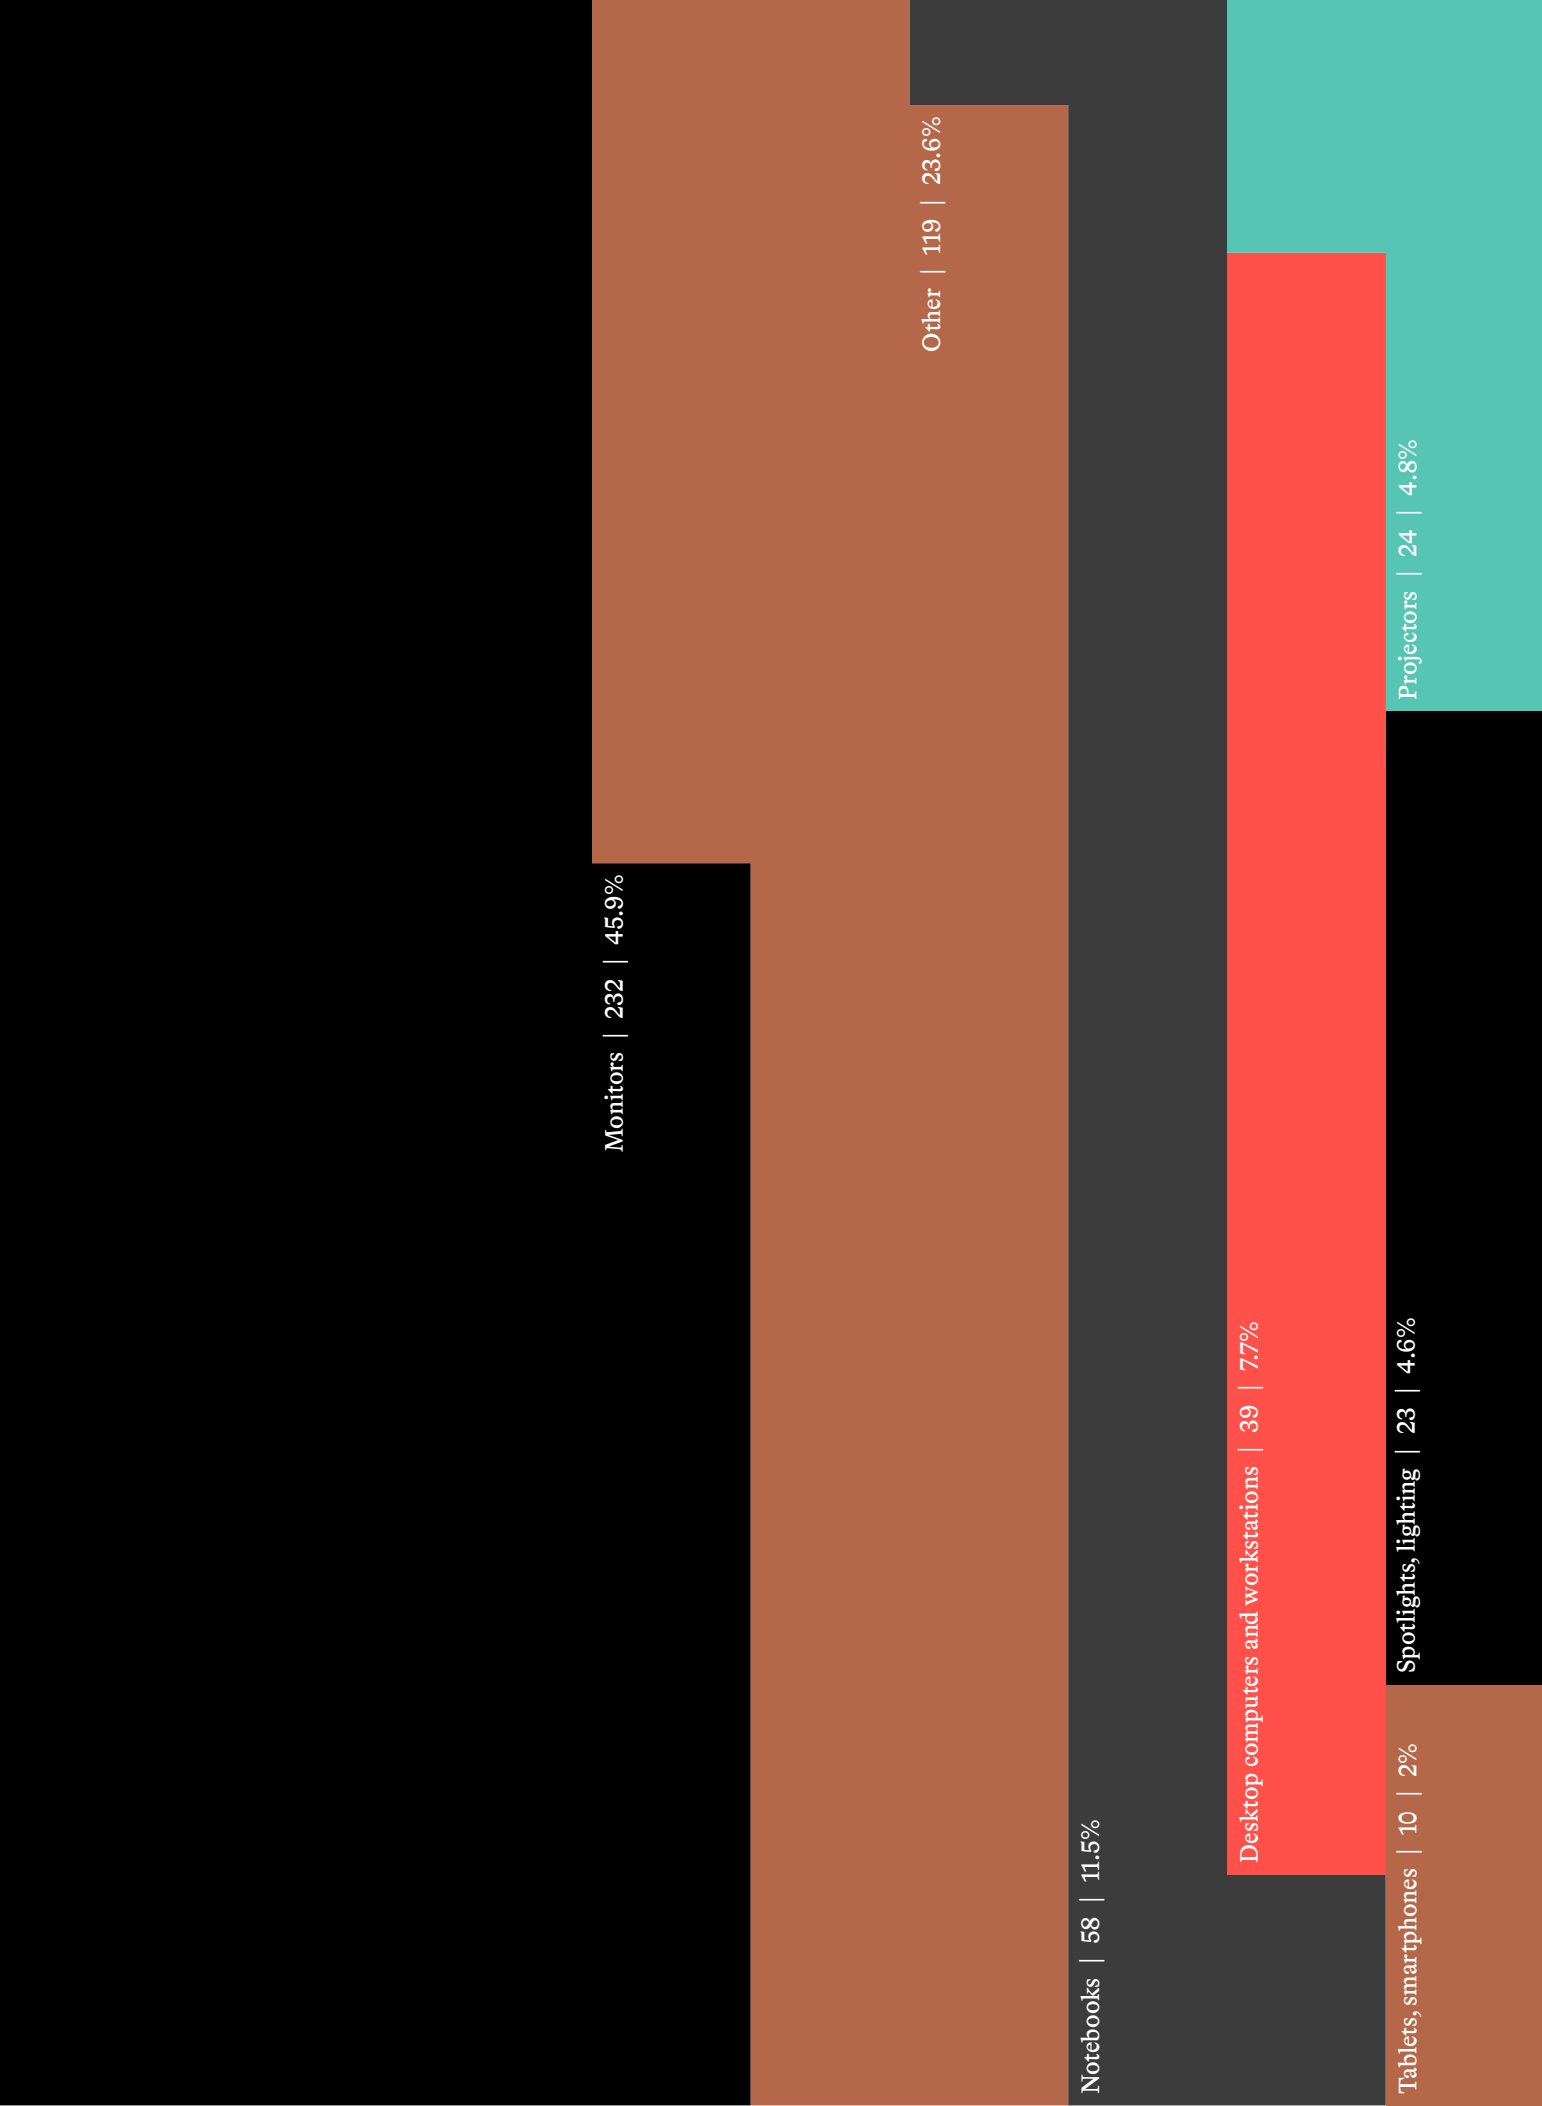 Monitors | 232 | 45.9%
Other | 119 | 23.6%
Notebooks | 58 | 11.5%
Desktop computers and workstations | 39 | 7.7%
Projectors | 24 | 4.8%
Spotlights, lighting | 23 | 4.6%
Tablets, smartphones | 10 | 2%